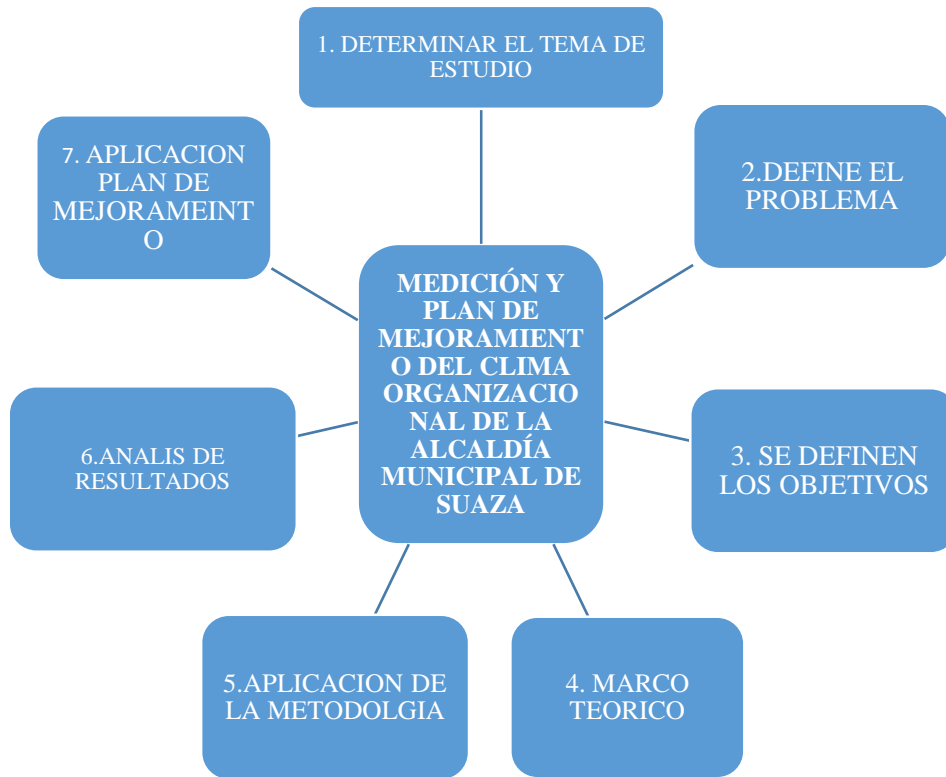 1. DETERMINAR EL TEMA DE
ESTUDIO
2.DEFINE EL
PROBLEMA
3. SE DEFINEN
LOS OBJETIVOS
4. MARCO
TEORICO
5.APLICACION DE
LA METODOLGIA
6.ANALIS DE
RESULTADOS
7. APLICACION
PLAN DE
MEJORAMEINT
O
MEDICIÓN Y
PLAN DE
MEJORAMIENT
O DEL CLIMA
ORGANIZACIO
NAL DE LA
ALCALDÍA
MUNICIPAL DE
SUAZA